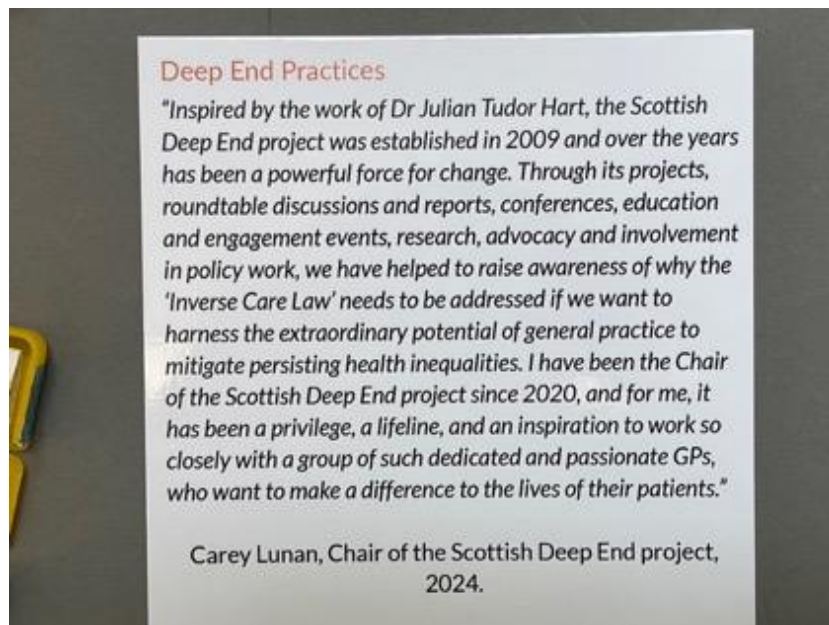 Deep End Practices
“Inspired by the work of Dr Julian Tudor Hart, the Scottish
Deep End project was established in 2009 and over the years
has been a powerful force for change. Through its projects,
roundtable discussions and reports, conferences, education
and engagement events, research, advocacy and involvement
in policy work, we have helped to raise awareness of why the
‘Inverse Care Law’ needs to be addressed if we want to
harness the extraordinary potential of general practice to
mitigate persisting health inequalities. I have been the Chair
of the Scottish Deep End project since 2020, and for me, it
has been a privilege, a lifeline, and an inspiration to work so
closely with a group of such dedicated and passionate GPs,
who want to make a difference to the lives of their patients.”
Carey Lunan, Chair of the Scottish Deep End project,
2024.